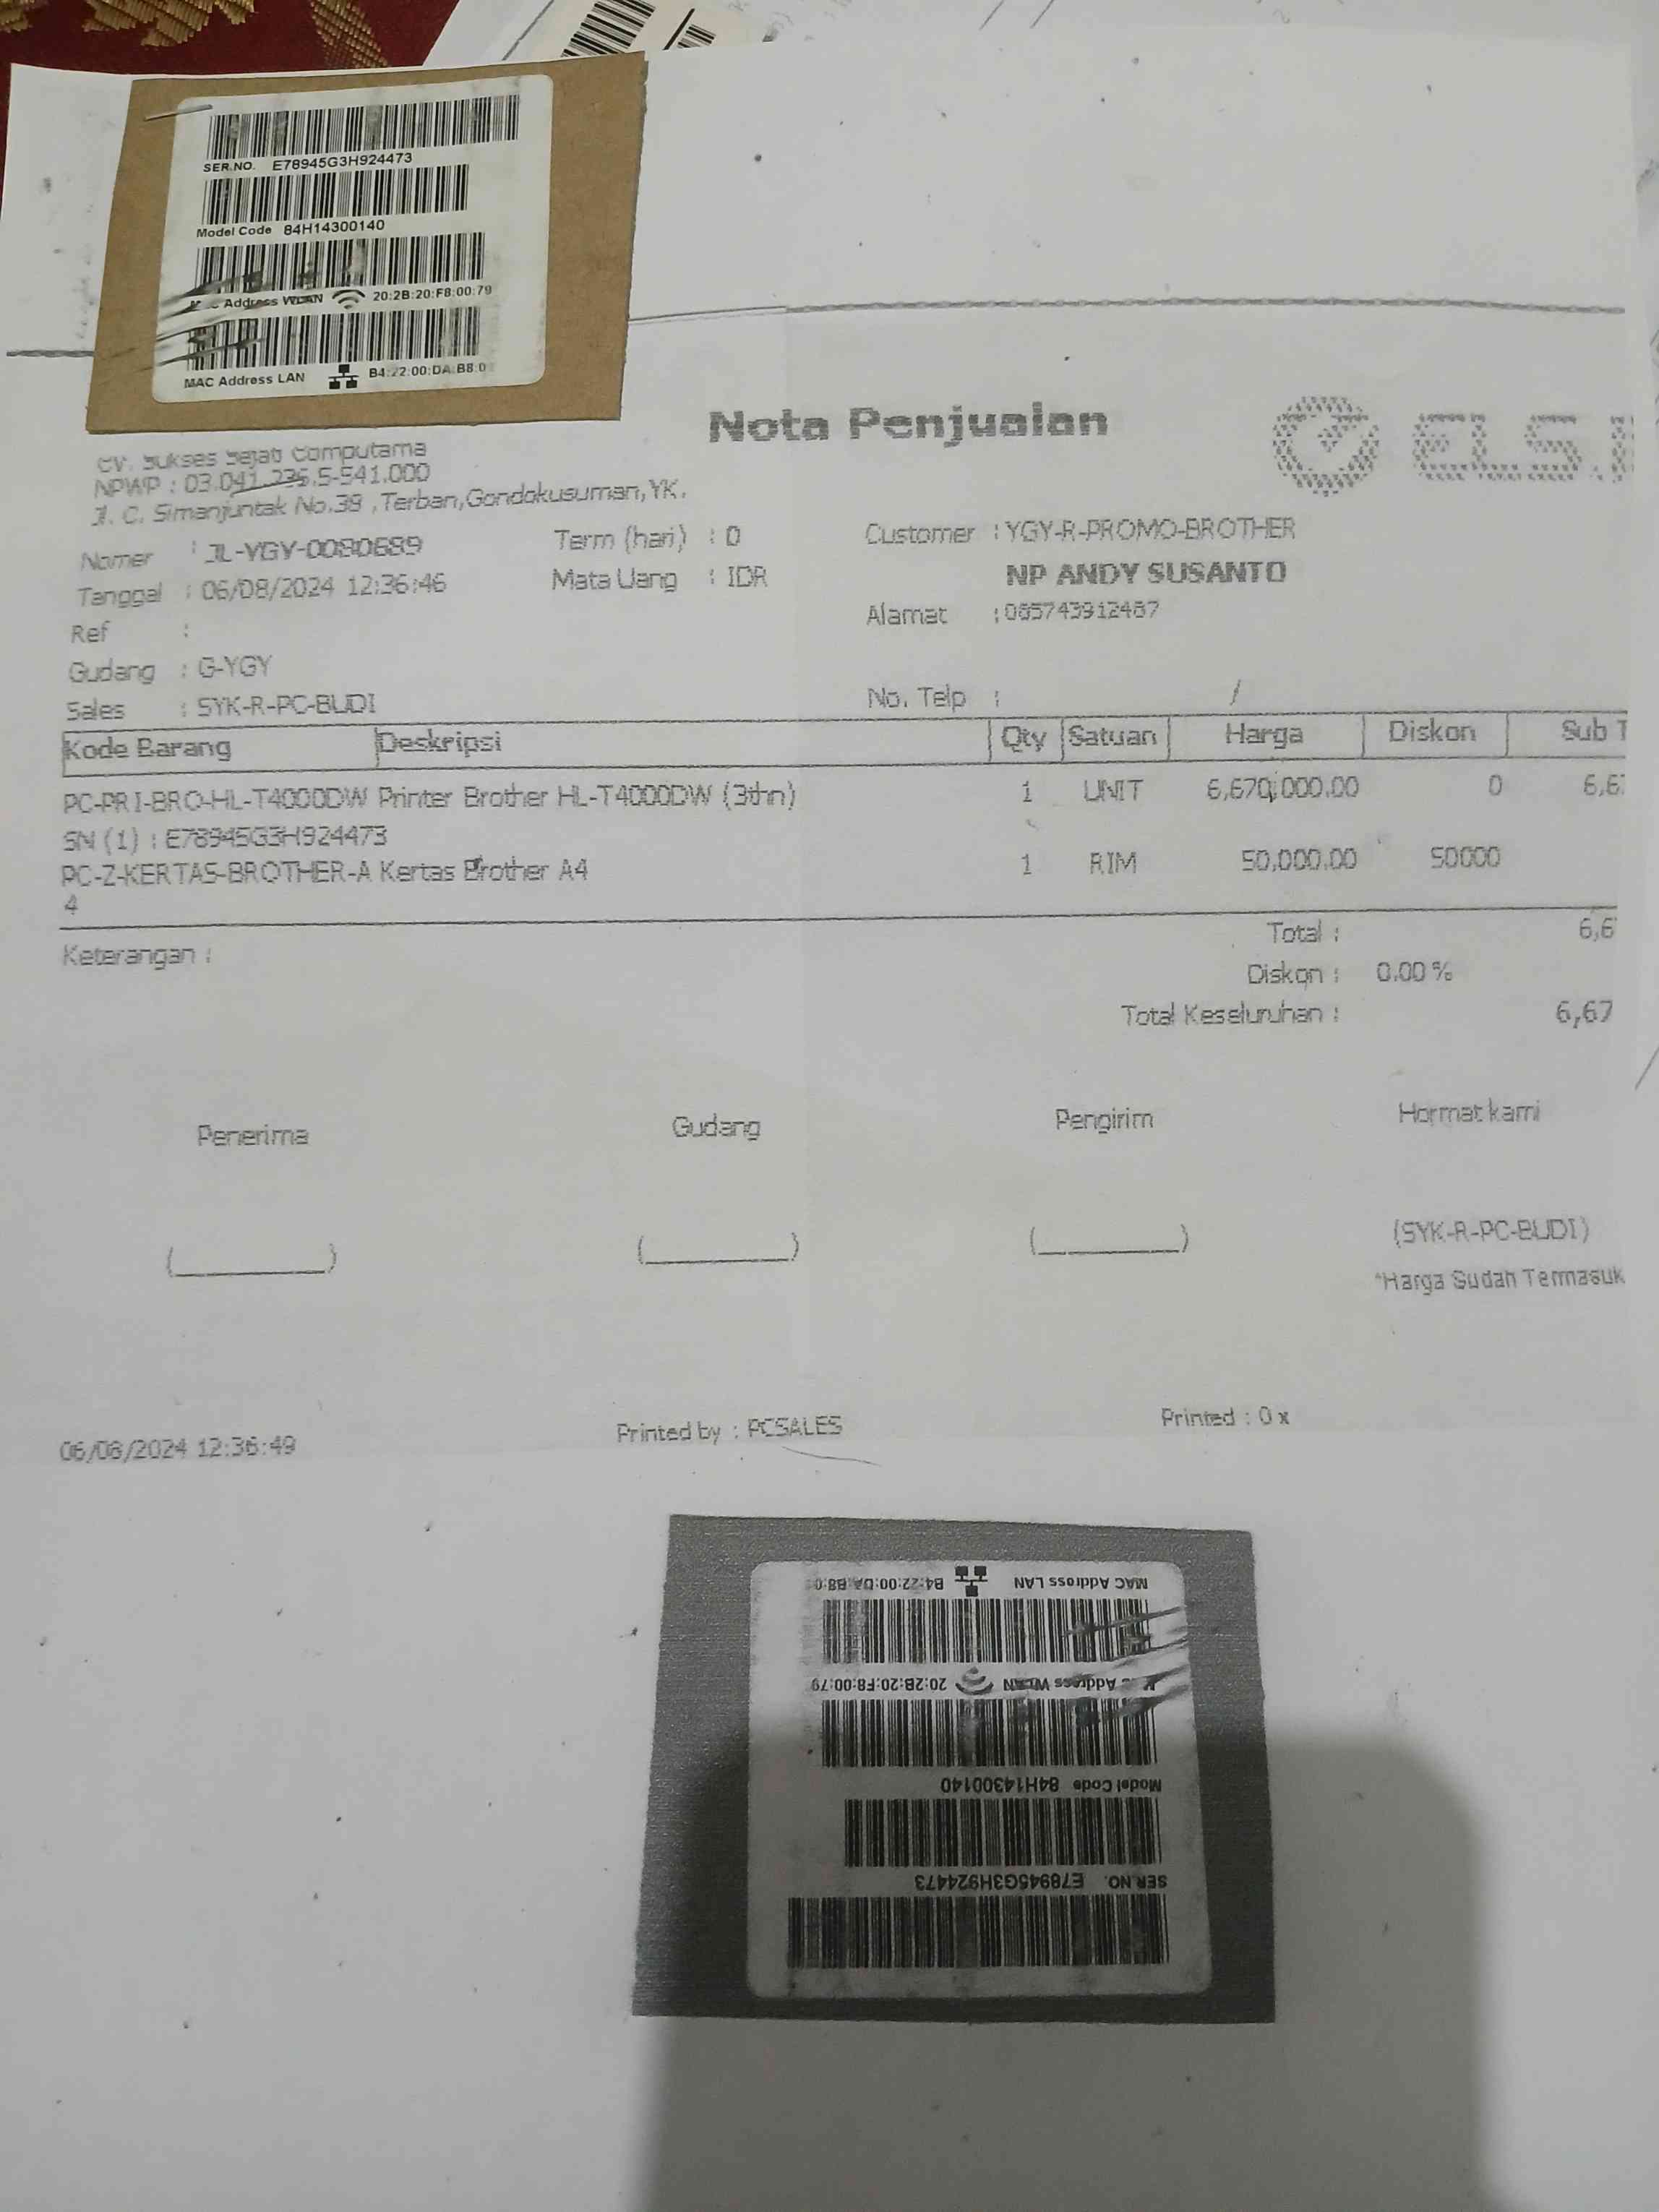 SER.NO. E78945G3H924473
Model Code 84H14300140
Address WLAN 20:2B:20:F8:00:79
MAC Address LAN B4:22:00:DA:B8:0
Nota Penjualan
CV. Sukses Sejati Computama
NPWP : 03.041.236.5-541.000
Jl. C. Simanjuntak No.38 ,Terban,Gondokusuman,YK.
Nomer : JL-YGY-0080689 Term (hari) : 0 Customer : YGY-R-PROMO-BROTHER
Tanggal : 06/08/2024 12:36:46 Mata Uang : IDR NP ANDY SUSANTO
Ref : Alamat : 085743912487
Gudang : G-YGY
Sales : SYK-R-PC-BUDI No. Telp : /
Kode Barang Deskripsi Qty Satuan Harga Diskon Sub T
PC-PRI-BRO-HL-T4000DW Printer Brother HL-T4000DW (3thn) 1 UNIT 6,670,000.00 0 6,6
SN (1) : E78945G3H924473
PC-Z-KERTAS-BROTHER-A Kertas Brother A4 1 RIM 50,000.00 50000
4
Keterangan : Total : 6,6
Diskon : 0.00 %
Total Keseluruhan : 6,67
Penerima Gudang Pengirim Hormat kami
(SYK-R-PC-BUDI)
*Harga Sudah Termasuk
06/08/2024 12:36:49 Printed by : PCSALES Printed : 0 x
MAC Address LAN B4:22:00:DA:B8:0
Address WLAN 20:2B:20:F8:00:79
Model Code 84H14300140
SER.NO. E78945G3H924473